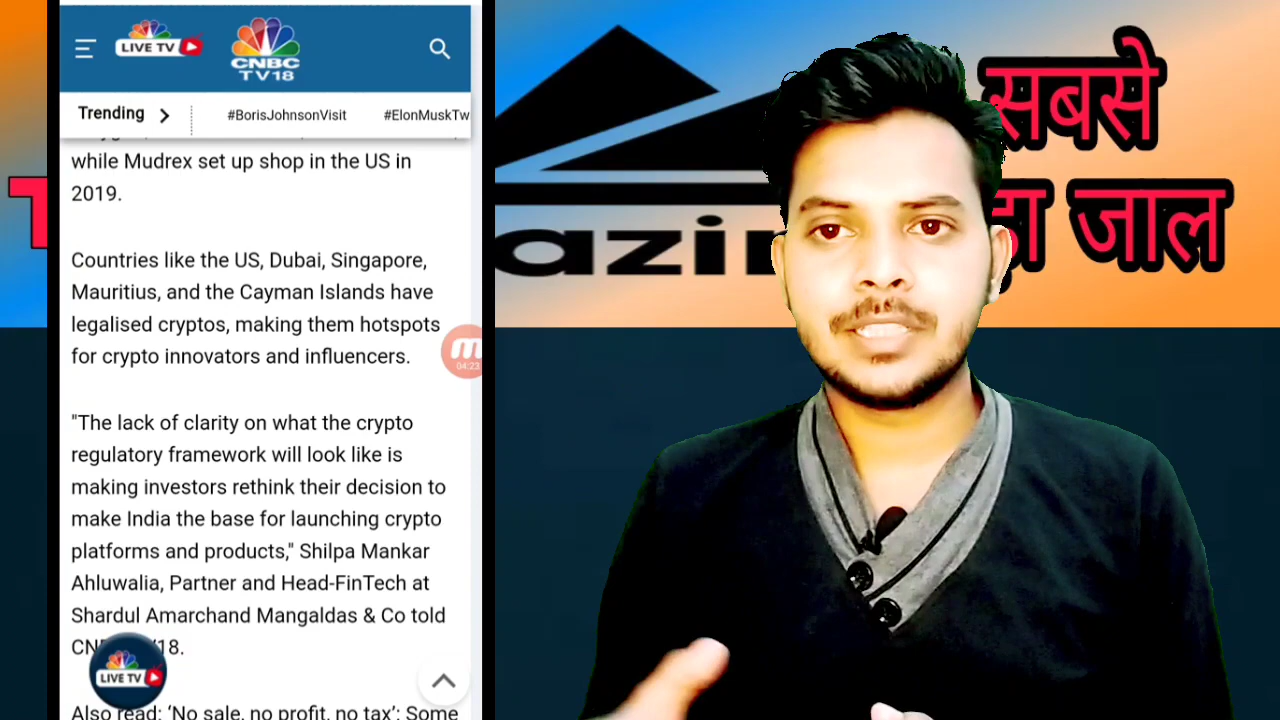 LIVE TV
CNBC
TV18
Trending
#BorisJohnsonVisit
#ElonMuskTw
while Mudrex set up shop in the US in
2019.
Countries like the US, Dubai, Singapore,
Mauritius, and the Cayman Islands have
legalised cryptos, making them hotspots
for crypto innovators and influencers.
04:23
"The lack of clarity on what the crypto
regulatory framework will look like is
making investors rethink their decision to
make India the base for launching crypto
platforms and products," Shilpa Mankar
Ahluwalia, Partner and Head-FinTech at
Shardul Amarchand Mangaldas & Co told
18.
LIVE TV
Also read: ‘No sale, no profit, no tax’: Some
T
azir
सबसे
जाल